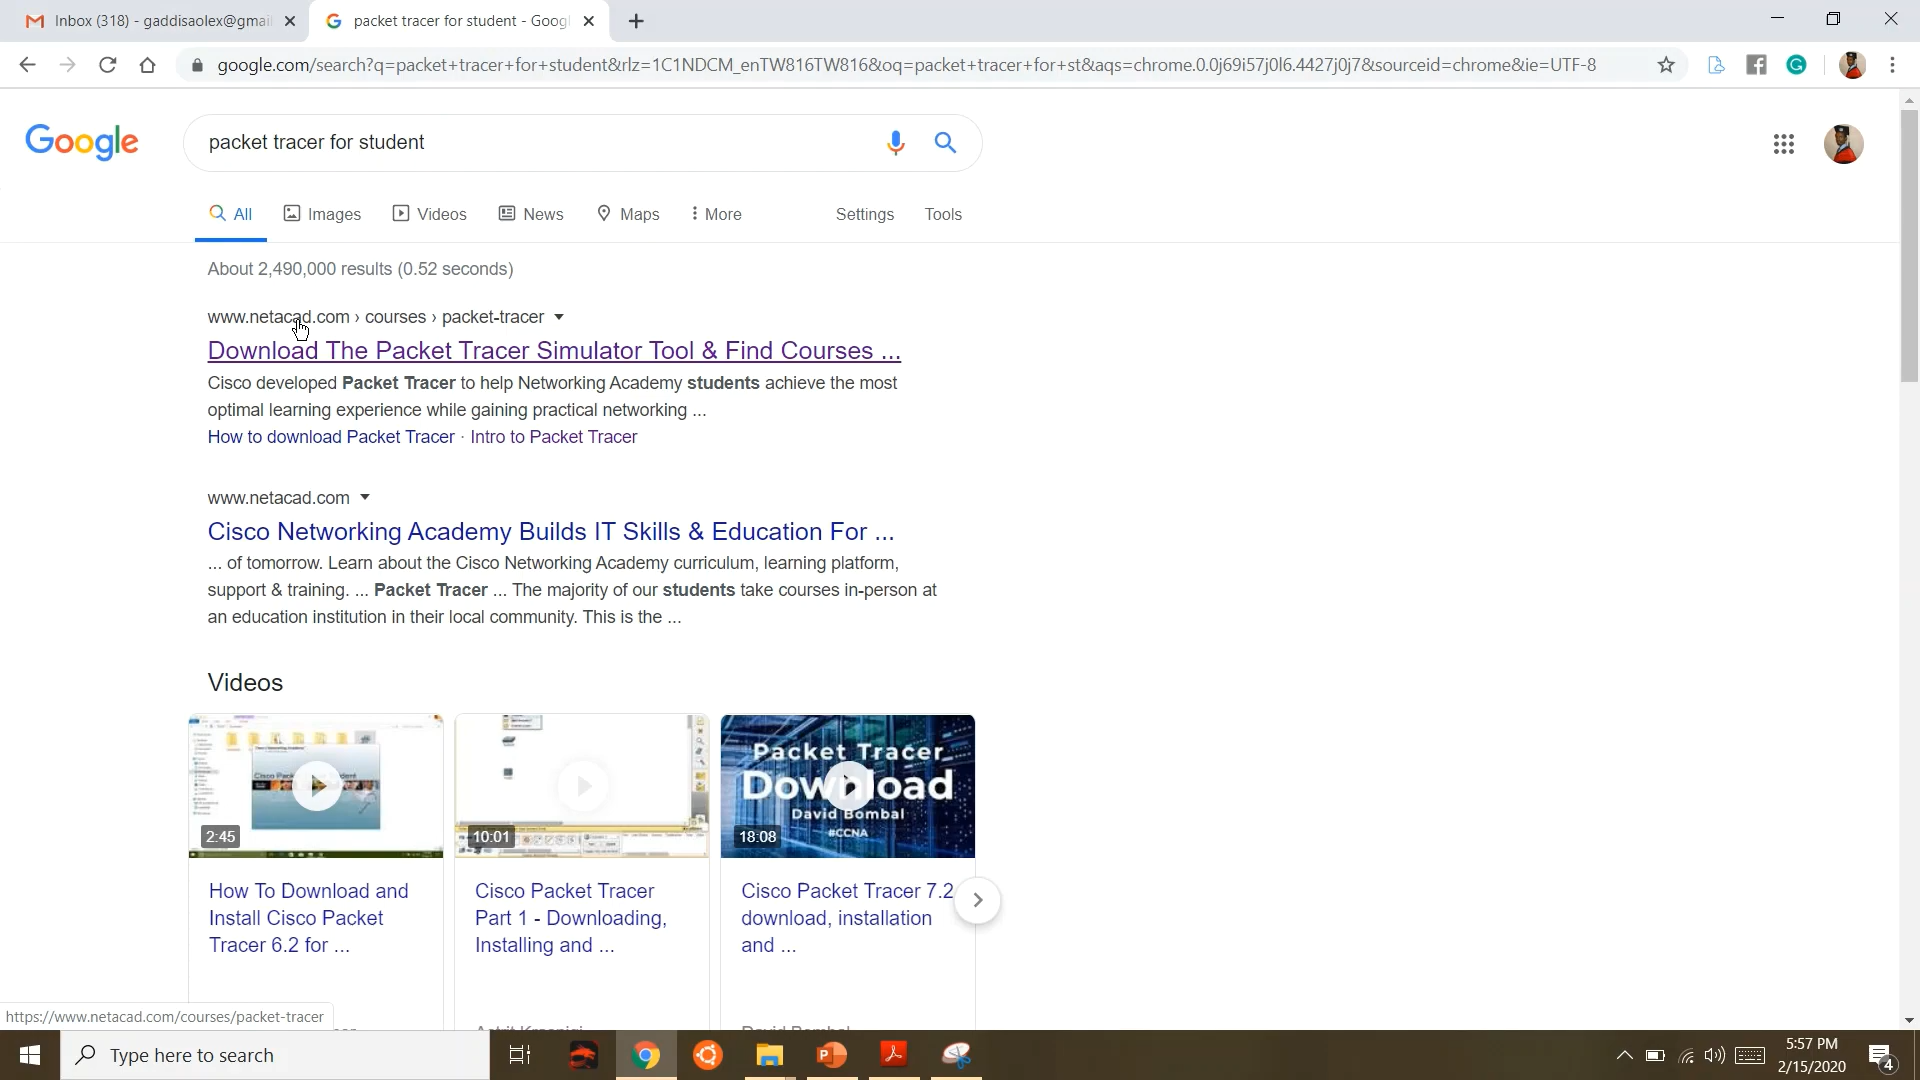 Inbox (318) - gaddisaolex@gmai
packet tracer for student - Goog
google.com/search?q=packet+tracer+for+student&rlz=1C1NDCM_enTW816TW816&oq=packet+tracer+for+st&aqs=chrome.0.0j69i57j0l6.4427j0j7&sourceid=chrome&ie=UTF-8
Google
packet tracer for student
All Images Videos News Maps More Settings Tools
About 2,490,000 results (0.52 seconds)
www.netacad.com › courses › packet-tracer
Download The Packet Tracer Simulator Tool & Find Courses ...
Cisco developed Packet Tracer to help Networking Academy students achieve the most
optimal learning experience while gaining practical networking ...
How to download Packet Tracer · Intro to Packet Tracer
www.netacad.com
Cisco Networking Academy Builds IT Skills & Education For ...
... of tomorrow. Learn about the Cisco Networking Academy curriculum, learning platform,
support & training. ... Packet Tracer ... The majority of our students take courses in-person at
an education institution in their local community. This is the ...
Videos
2:45
10:01
Packet Tracer
Download
David Bombal
#CCNA
18:08
How To Download and
Install Cisco Packet
Tracer 6.2 for ...
Cisco Packet Tracer
Part 1 - Downloading,
Installing and ...
Cisco Packet Tracer 7.2
download, installation
and ...
https://www.netacad.com/courses/packet-tracer
Type here to search
5:57 PM
2/15/2020
4